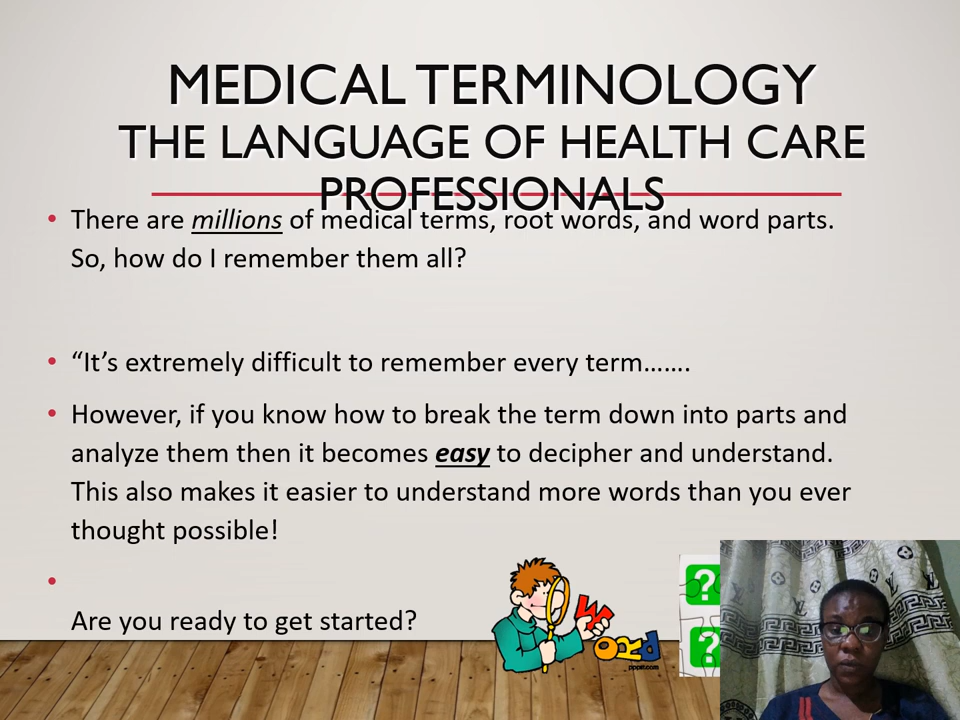 MEDICAL TERMINOLOGY
THE LANGUAGE OF HEALTH CARE
PROFESSIONALS
• There are millions of medical terms, root words, and word parts.
So, how do I remember them all?
• “It’s extremely difficult to remember every term…….
• However, if you know how to break the term down into parts and
analyze them then it becomes easy to decipher and understand.
This also makes it easier to understand more words than you ever
thought possible!
•
Are you ready to get started?
WORD
pppst.com
?
?